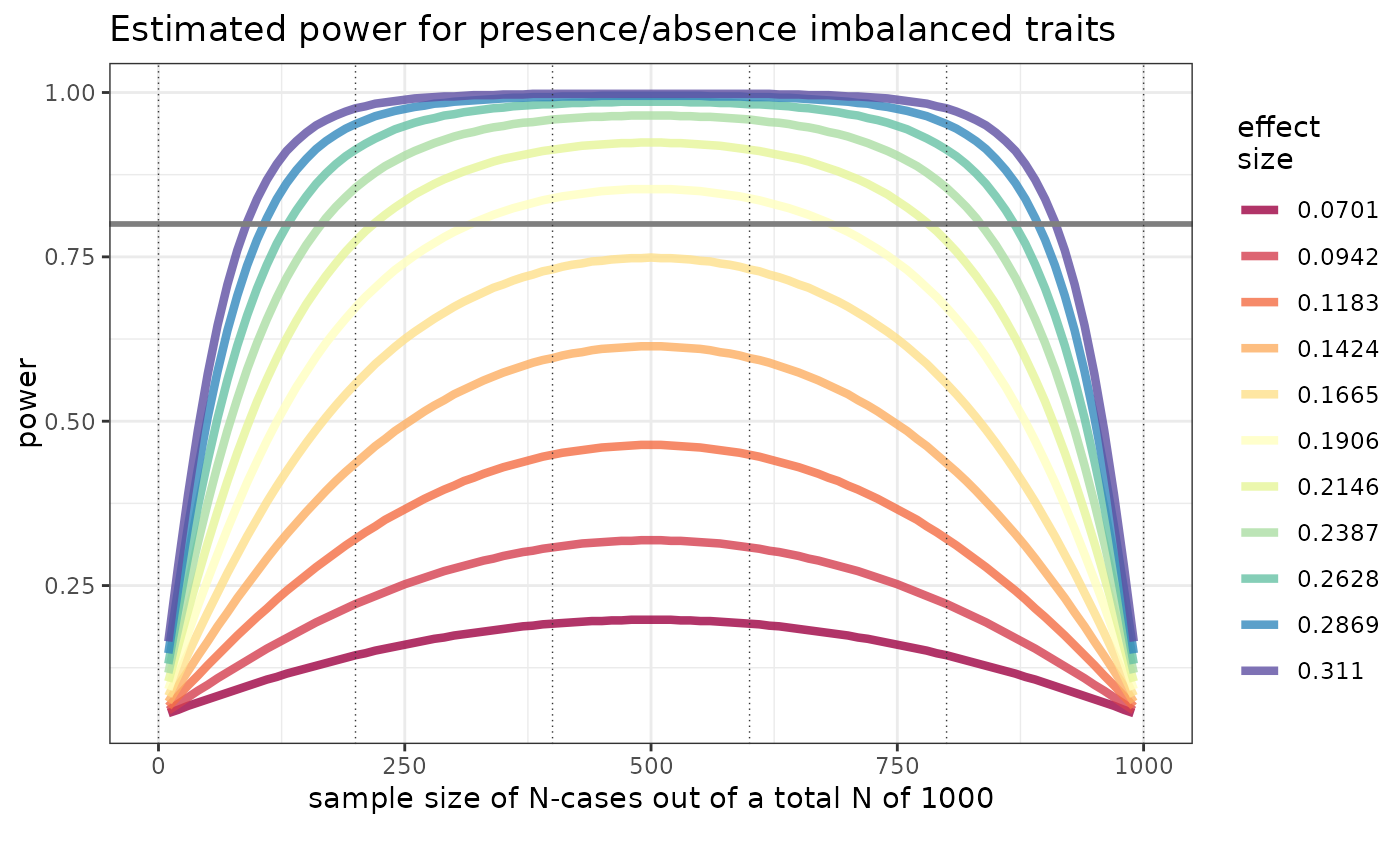 Estimated power for presence/absence imbalanced traits
power
1.00
0.75
0.50
0.25
0 250 500 750 1000
sample size of N-cases out of a total N of 1000
effect
size
0.0701
0.0942
0.1183
0.1424
0.1665
0.1906
0.2146
0.2387
0.2628
0.2869
0.311